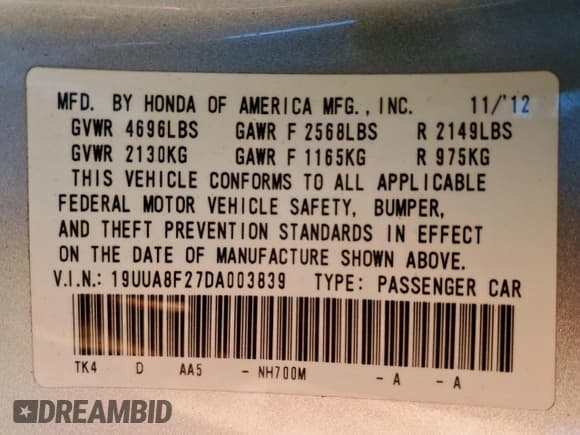 MFD. BY HONDA OF AMERICA MFG., INC. 11/'12
GVWR 4696LBS GAWR F 2568LBS R 2149LBS
GVWR 2130KG GAWR F 1165KG R 975KG
THIS VEHICLE CONFORMS TO ALL APPLICABLE
FEDERAL MOTOR VEHICLE SAFETY, BUMPER,
AND THEFT PREVENTION STANDARDS IN EFFECT
ON THE DATE OF MANUFACTURE SHOWN ABOVE.
V.I.N.: 19UUA8F27DA003839 TYPE: PASSENGER CAR
TK4 D AA5 - NH700M - A - A
DREAMBID